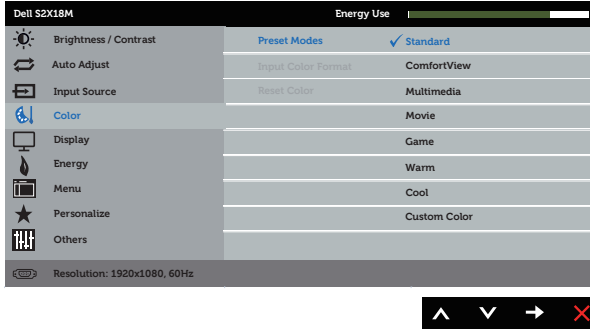 Dell S2X18M
Energy Use
Brightness / Contrast
Preset Modes
Standard
Auto Adjust
Input Color Format
ComfortView
Input Source
Reset Color
Multimedia
Color
Movie
Display
Game
Energy
Warm
Menu
Cool
Personalize
Custom Color
Others
Resolution: 1920x1080, 60Hz